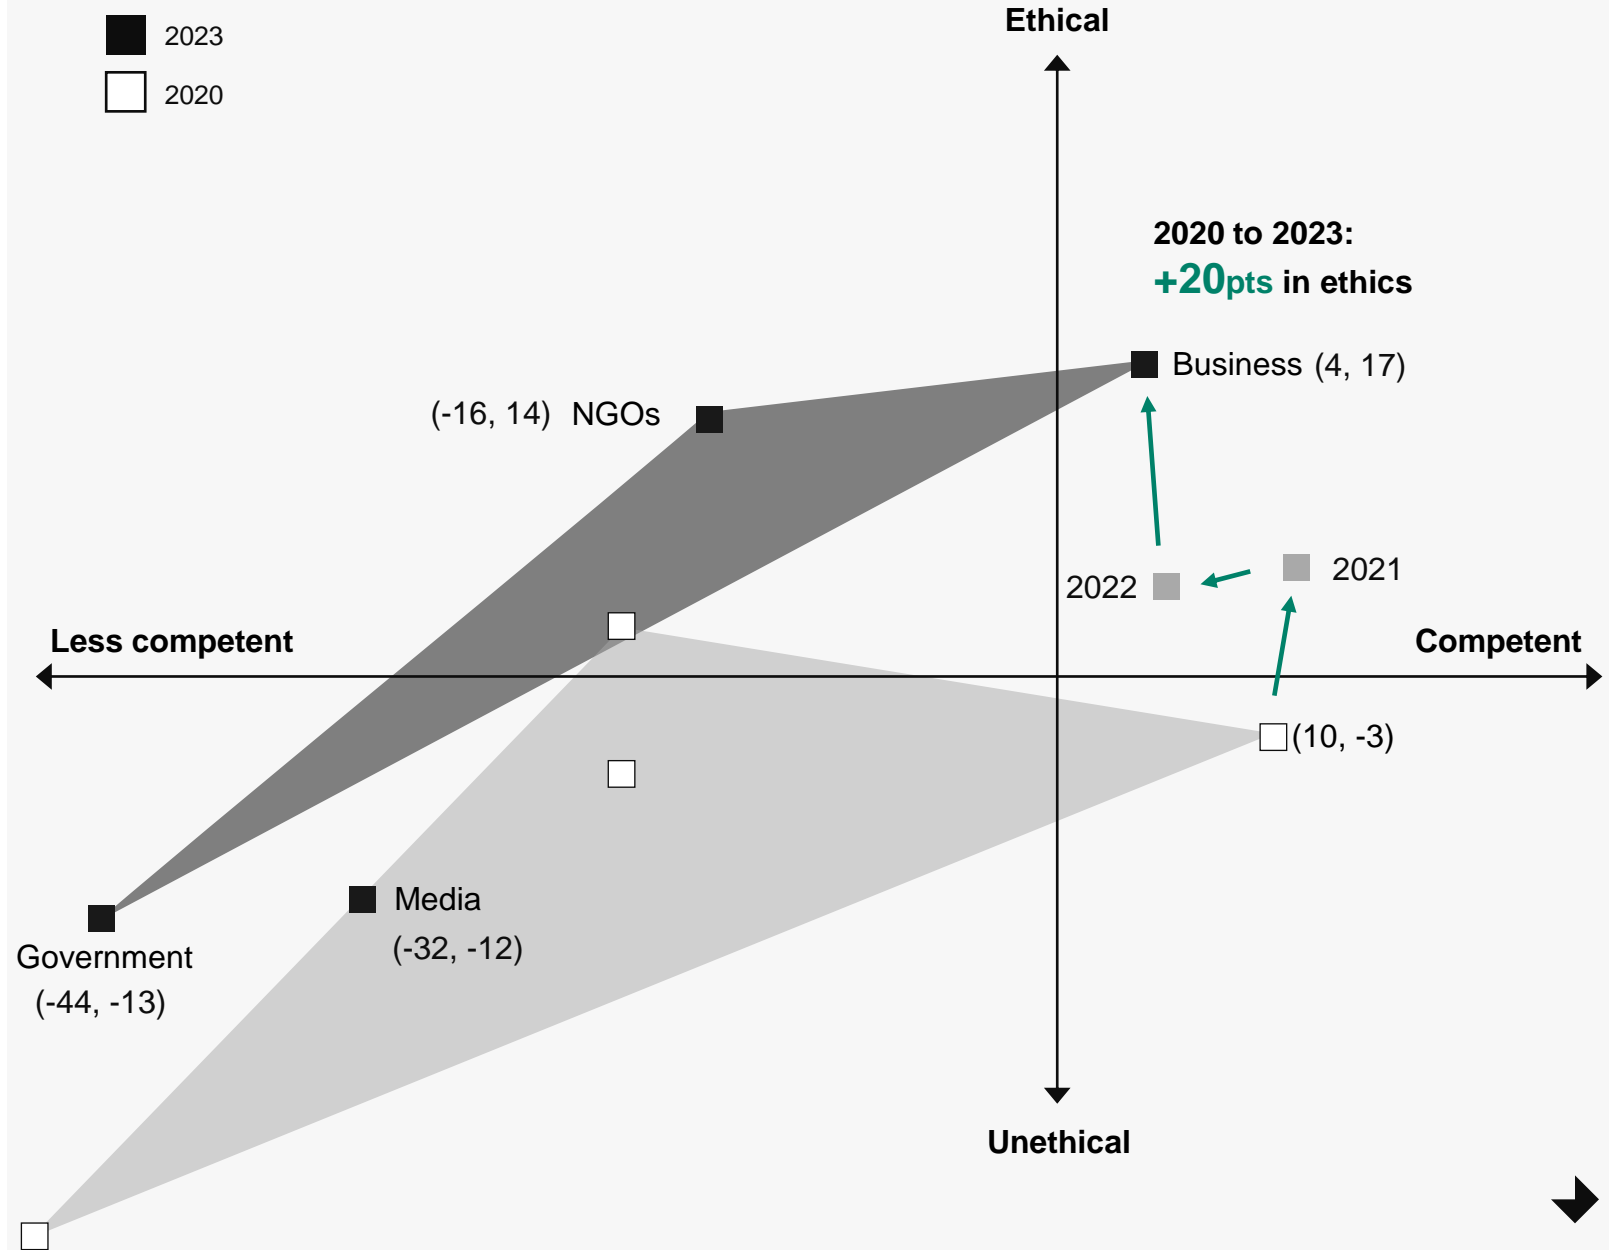 2023
2020
Ethical
2020 to 2023:
+20pts in ethics
Business (4, 17)
(-16, 14) NGOs
2022
2021
Less competent
Competent
(10, -3)
Media
(-32, -12)
Government
(-44, -13)
Unethical